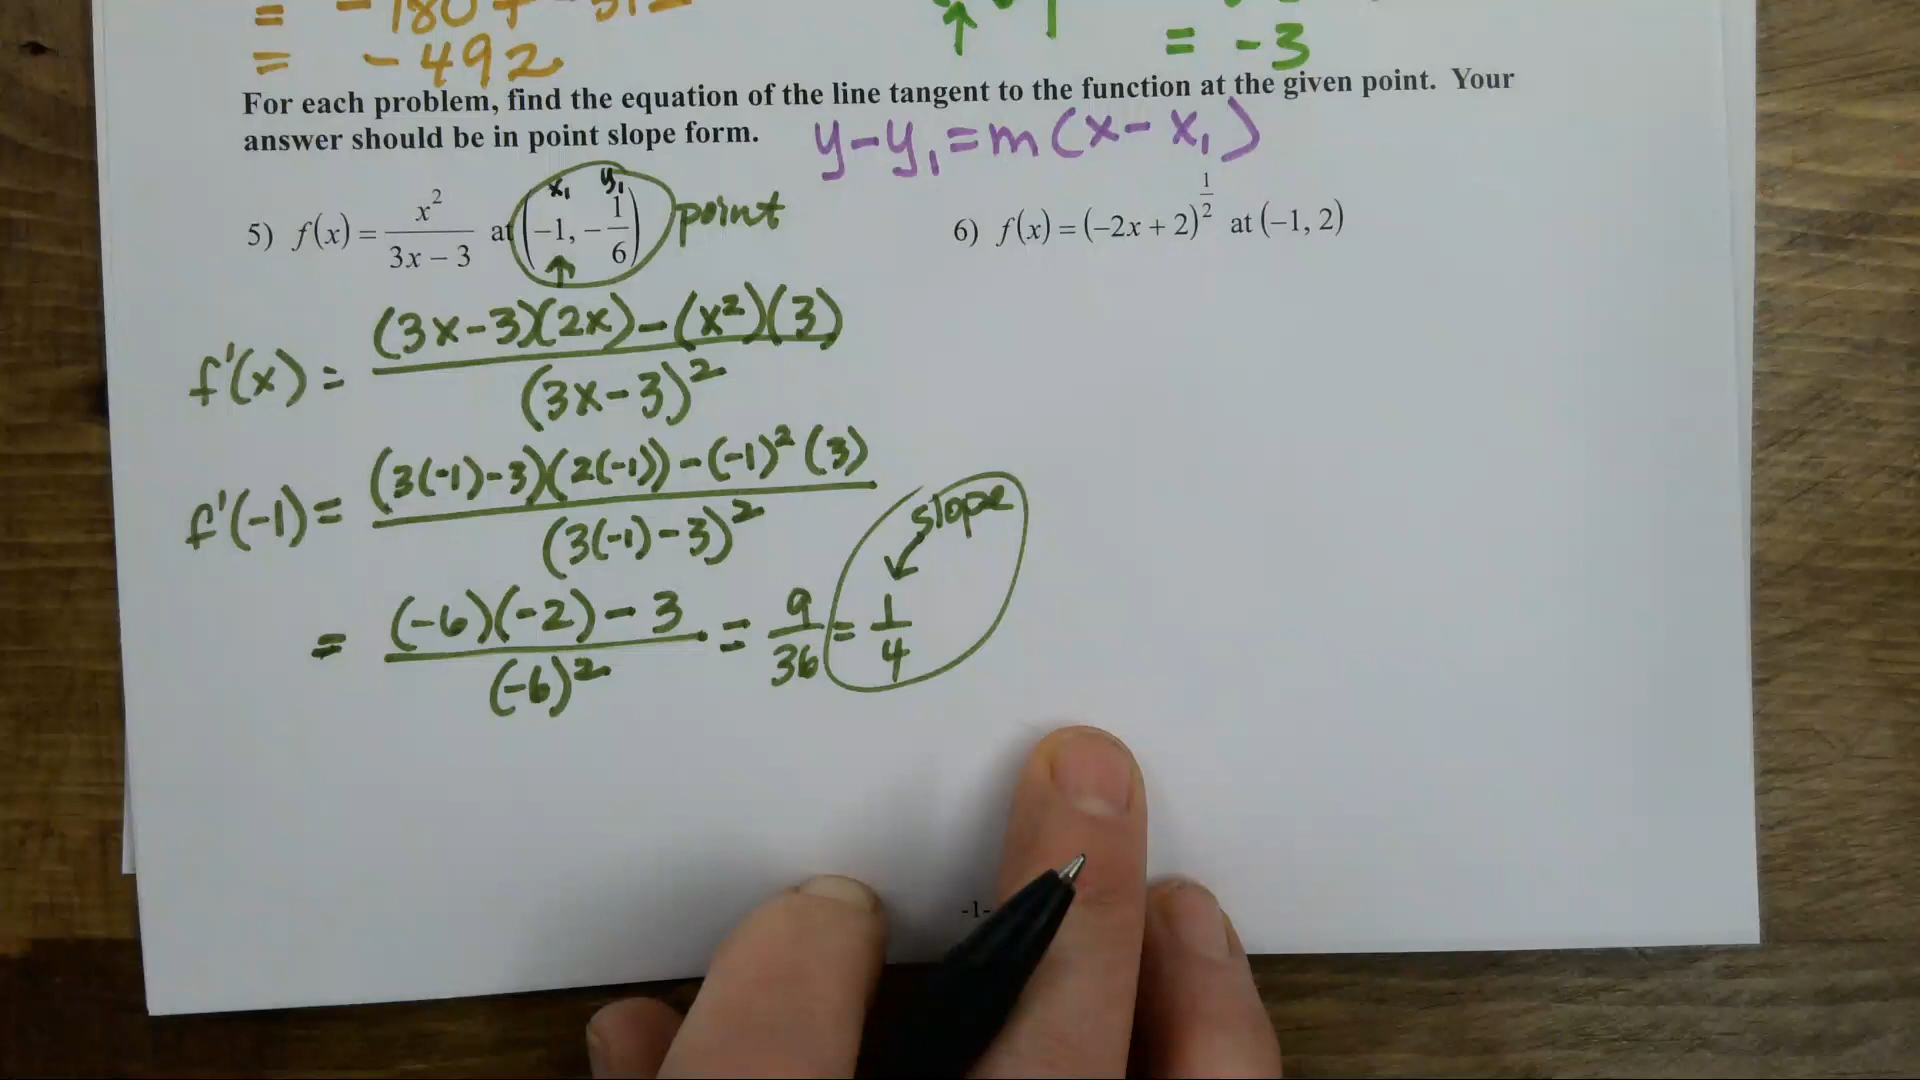 = -180 +
= -492
= -3
For each problem, find the equation of the line tangent to the function at the given point. Your
answer should be in point slope form. y-y₁=m(x-x₁)
x₁ y₁
5) f(x) = x²/(3x − 3) at (−1, −1/6) point
6) f(x) = (−2x + 2)^(1/2) at (−1, 2)
f'(x) = ((3x-3)(2x)-(x²)(3))/(3x-3)²
f'(-1) = ((3(-1)-3)(2(-1))-(-1)²(3))/(3(-1)-3)²
slope
= ((-6)(-2)-3)/(-6)² = 9/36 = 1/4
-1-